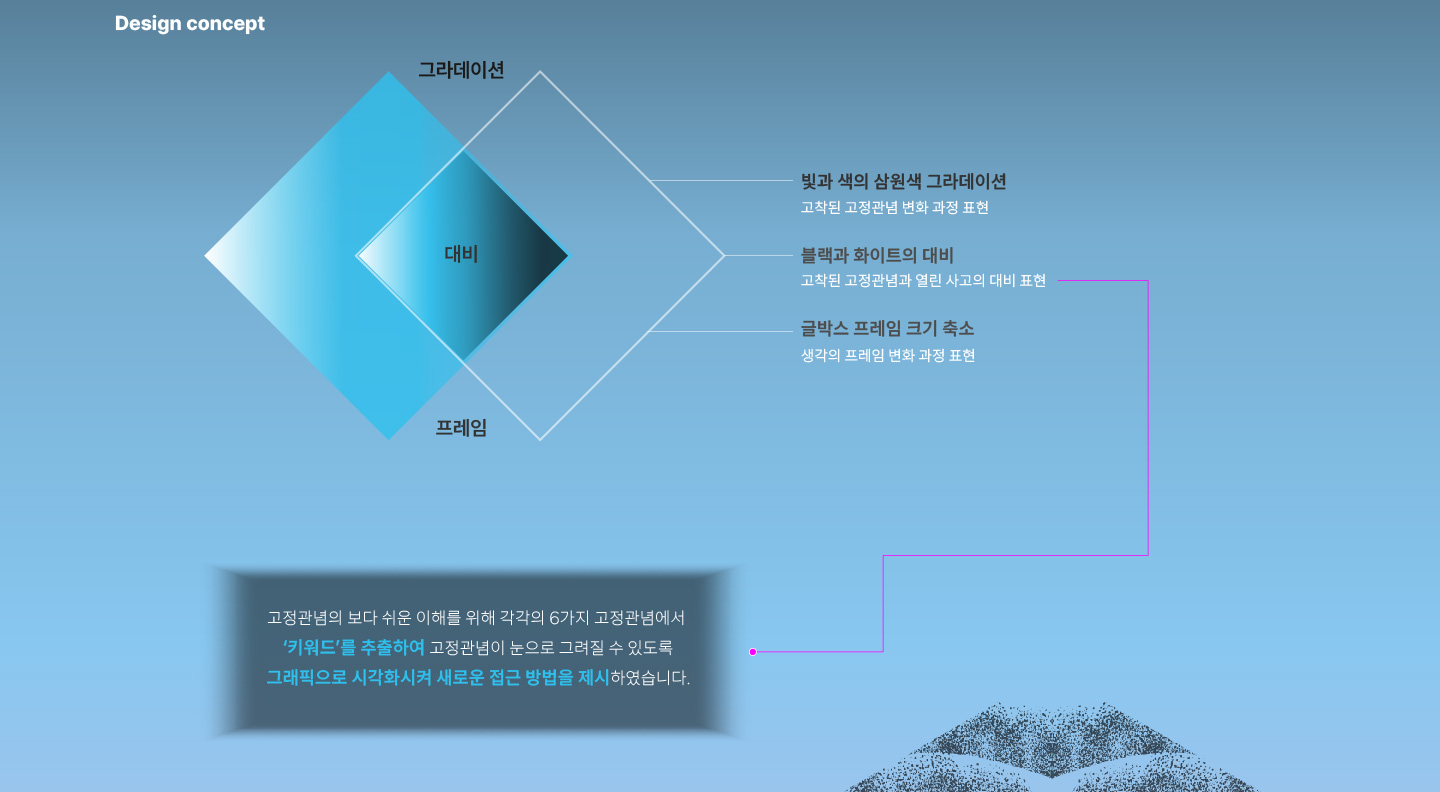 Design concept
그라데이션
대비
프레임
빛과 색의 삼원색 그라데이션
고착된 고정관념 변화 과정 표현
블랙과 화이트의 대비
고착된 고정관념과 열린 사고의 대비 표현
글박스 프레임 크기 축소
생각의 프레임 변화 과정 표현
고정관념의 보다 쉬운 이해를 위해 각각의 6가지 고정관념에서
‘키워드’를 추출하여 고정관념이 눈으로 그려질 수 있도록
그래픽으로 시각화시켜 새로운 접근 방법을 제시하였습니다.